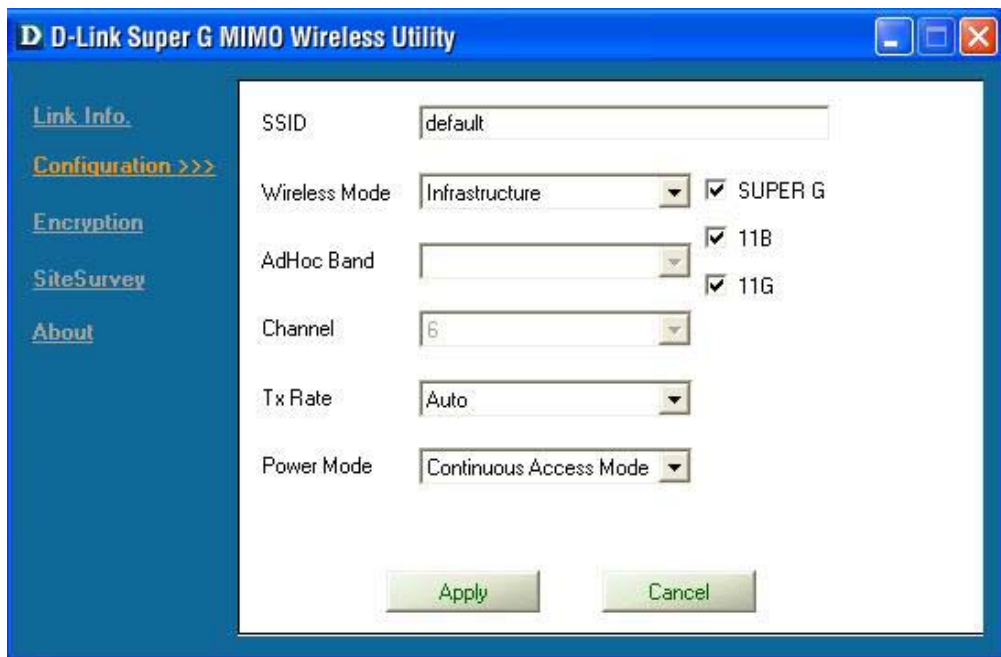 D D-Link Super G MIMO Wireless Utility
Link Info.
Configuration >>>
Encryption
SiteSurvey
About
SSID default
Wireless Mode Infrastructure SUPER G
11B
AdHoc Band
11G
Channel 6
Tx Rate Auto
Power Mode Continuous Access Mode
Apply Cancel